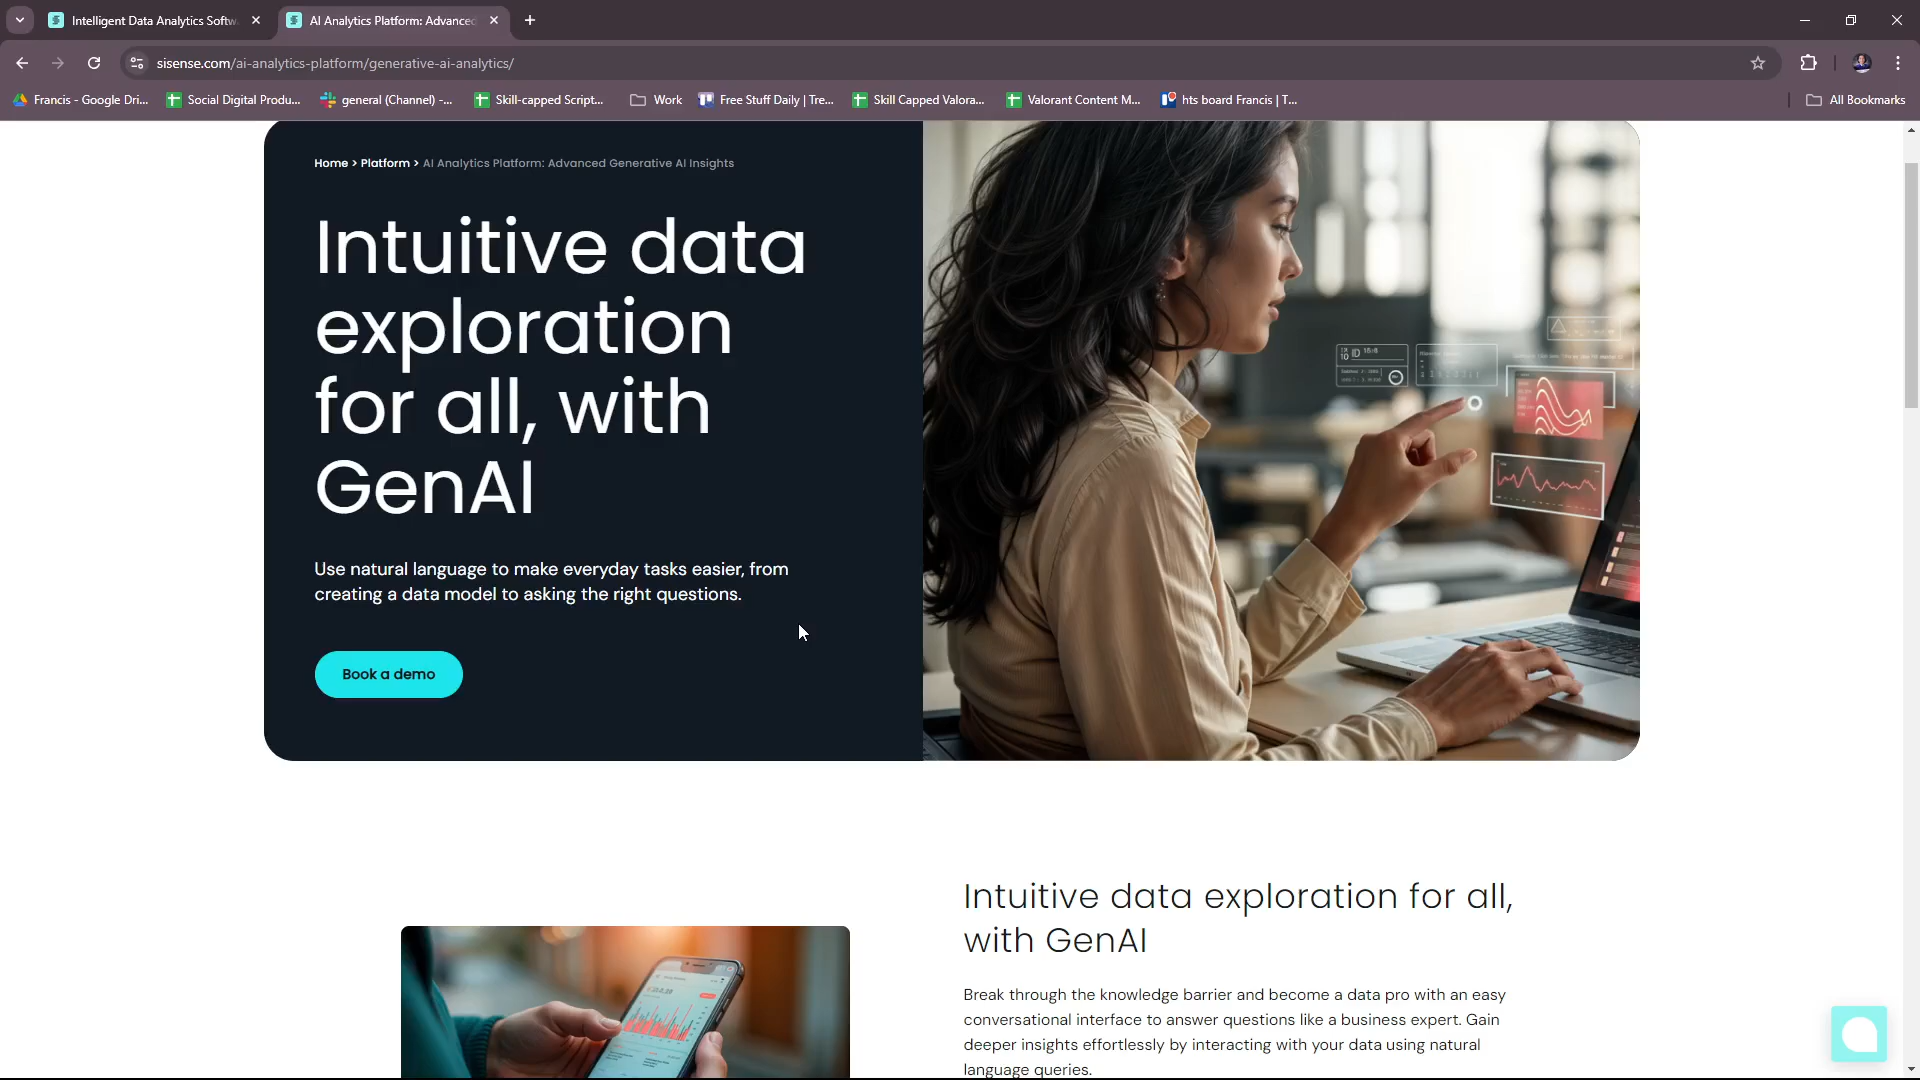 Intelligent Data Analytics Softw
AI Analytics Platform: Advanced
sisense.com/ai-analytics-platform/generative-ai-analytics/
Francis - Google Dri...
Social Digital Produ...
general (Channel) -...
Skill-capped Script...
Work
Free Stuff Daily | Tre...
Skill Capped Valora...
Valorant Content M...
hts board Francis | T...
All Bookmarks
Home > Platform > AI Analytics Platform: Advanced Generative AI Insights
Intuitive data
exploration
for all, with
GenAI
Use natural language to make everyday tasks easier, from
creating a data model to asking the right questions.
Book a demo
Intuitive data exploration for all,
with GenAI
Break through the knowledge barrier and become a data pro with an easy
conversational interface to answer questions like a business expert. Gain
deeper insights effortlessly by interacting with your data using natural
language queries.